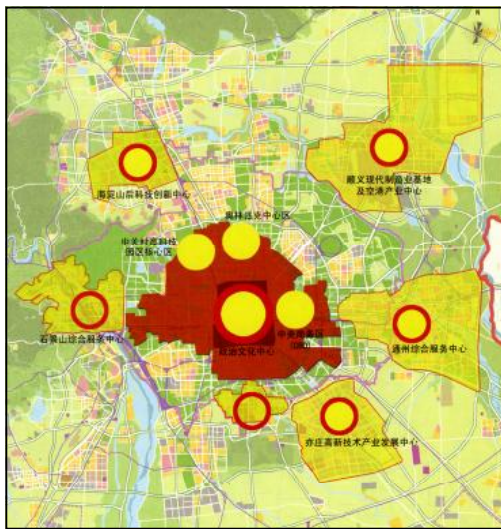 海淀山后科技创新中心
顺义现代制造业基地
及空港产业中心
奥林匹克中心区
中关村高科技
园区核心区
石景山综合服务中心
政治文化中心
中央商务区
(CBD)
通州综合服务中心
亦庄高新技术产业发展中心